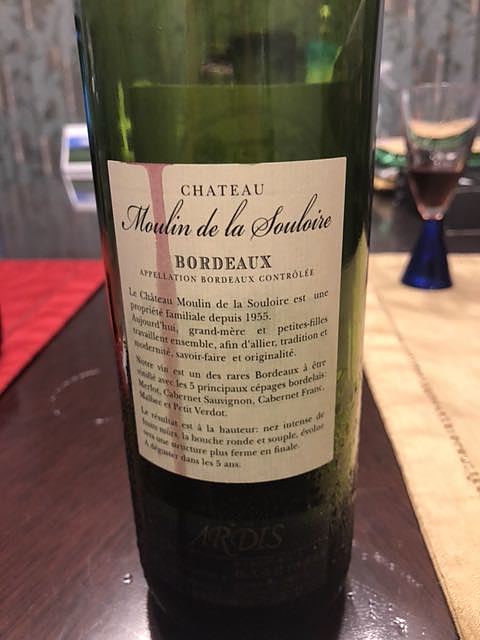 CHATEAU
Moulin de la Souloire
BORDEAUX
APPELLATION BORDEAUX CONTRÔLÉE
Le Château Moulin de la Souloire est une
propriété familiale depuis 1955.
Aujourd'hui, grand-mère et petites-filles
travaillent ensemble, afin d'allier, tradition et
modernité, savoir-faire et originalité.
Notre vin est un des rares Bordeaux à être
vinifié avec les 5 principaux cépages bordelais:
Merlot, Cabernet Sauvignon, Cabernet Franc,
Malbec et Petit Verdot.
Le résultat est à la hauteur: nez intense de
fruits mûrs, la bouche ronde et souple, évolue
vers une structure plus ferme en finale.
A déguster dans les 5 ans.
ARDIS